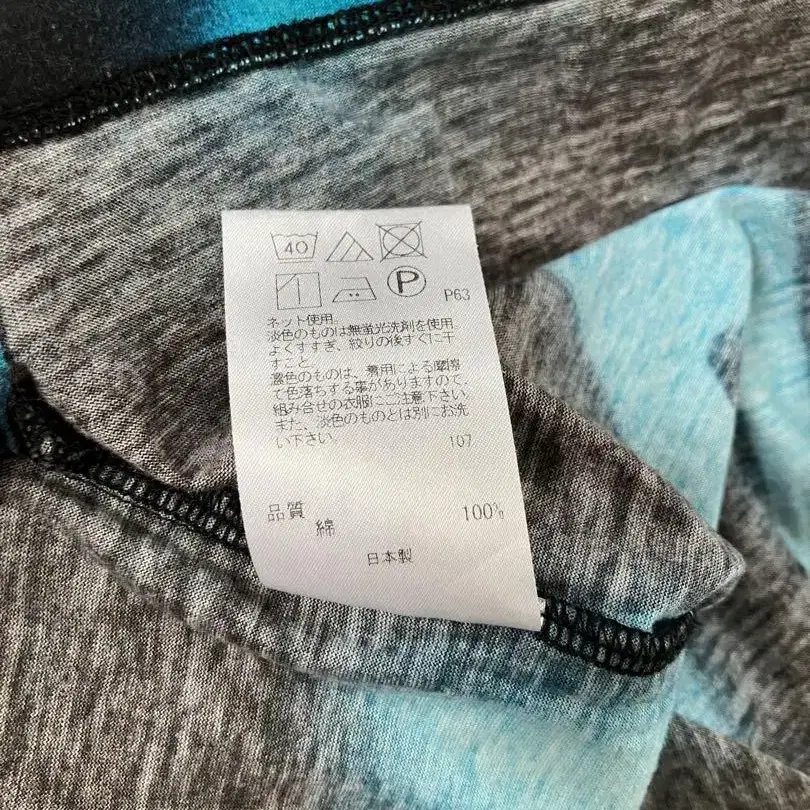 40
P P63
ネット使用。
淡色のものは無蛍光洗剤を使用
よくすすぎ、絞りの後すぐに干
すこと。
濃色のものは、着用による摩擦
で色落ちする事がありますので、
組み合せの衣服にご注意下さい。
また、淡色のものとは別にお洗
い下さい。
107
品質
綿 100%
日本製